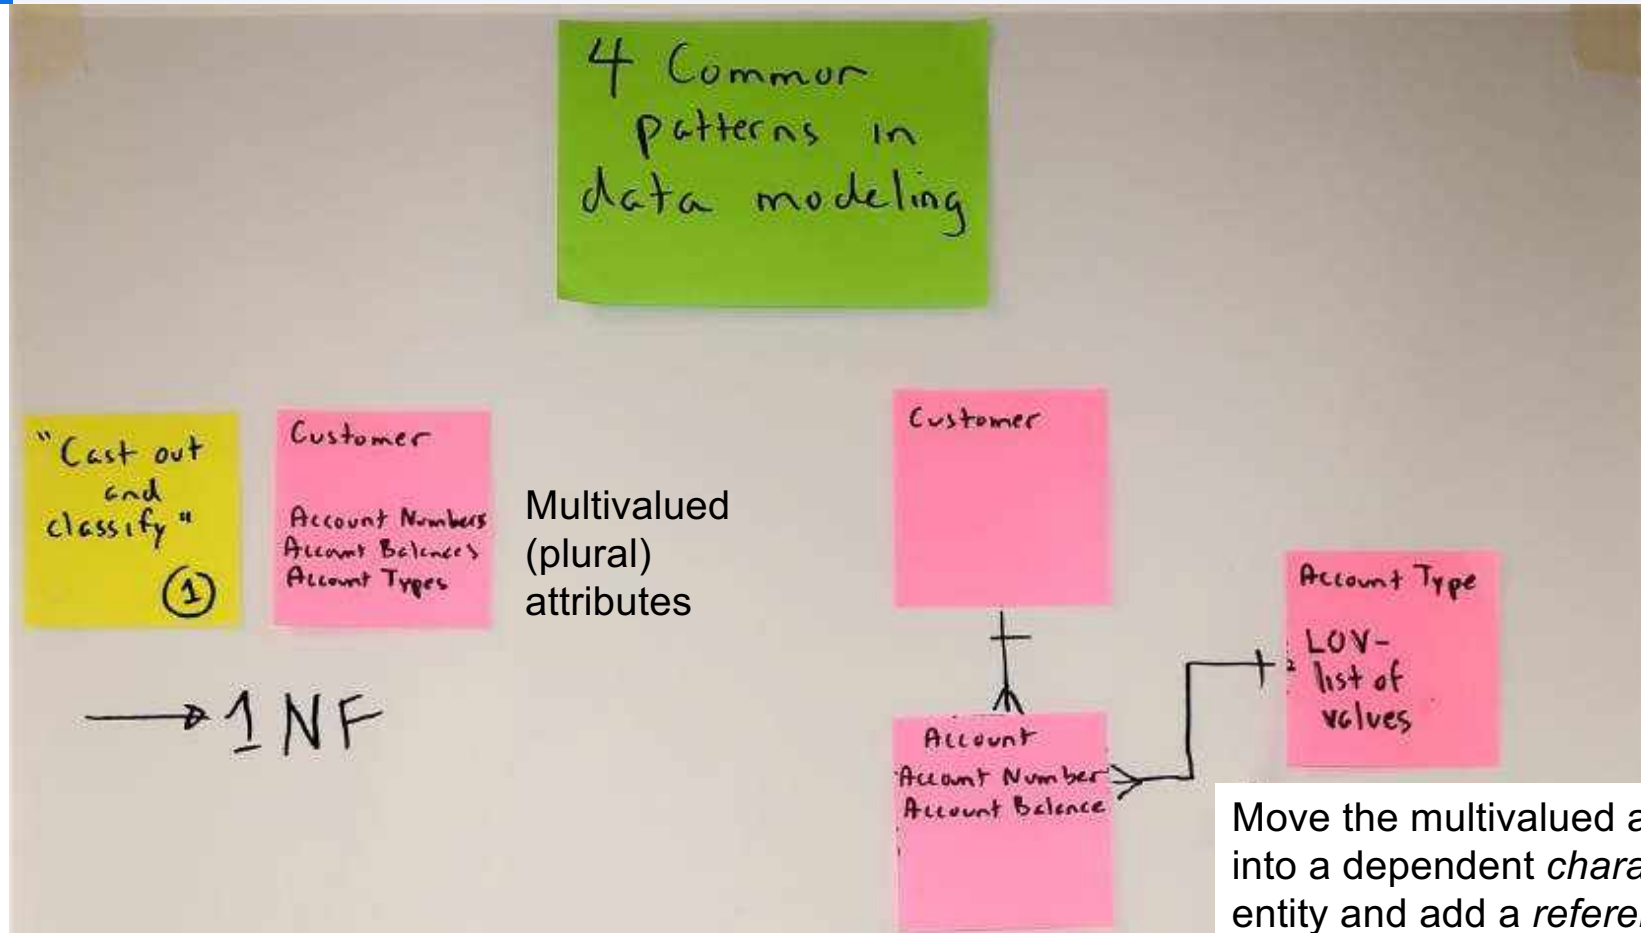 4 Common
patterns in
data modeling
"Cast out
and
classify"
1
Customer
Account Numbers
Account Balances
Account Types
Multivalued
(plural)
attributes
→ 1NF
Customer
Account
Account Number
Account Balance
Account Type
LOV-
list of
values
Move the multivalued a
into a dependent chara
entity and add a refere